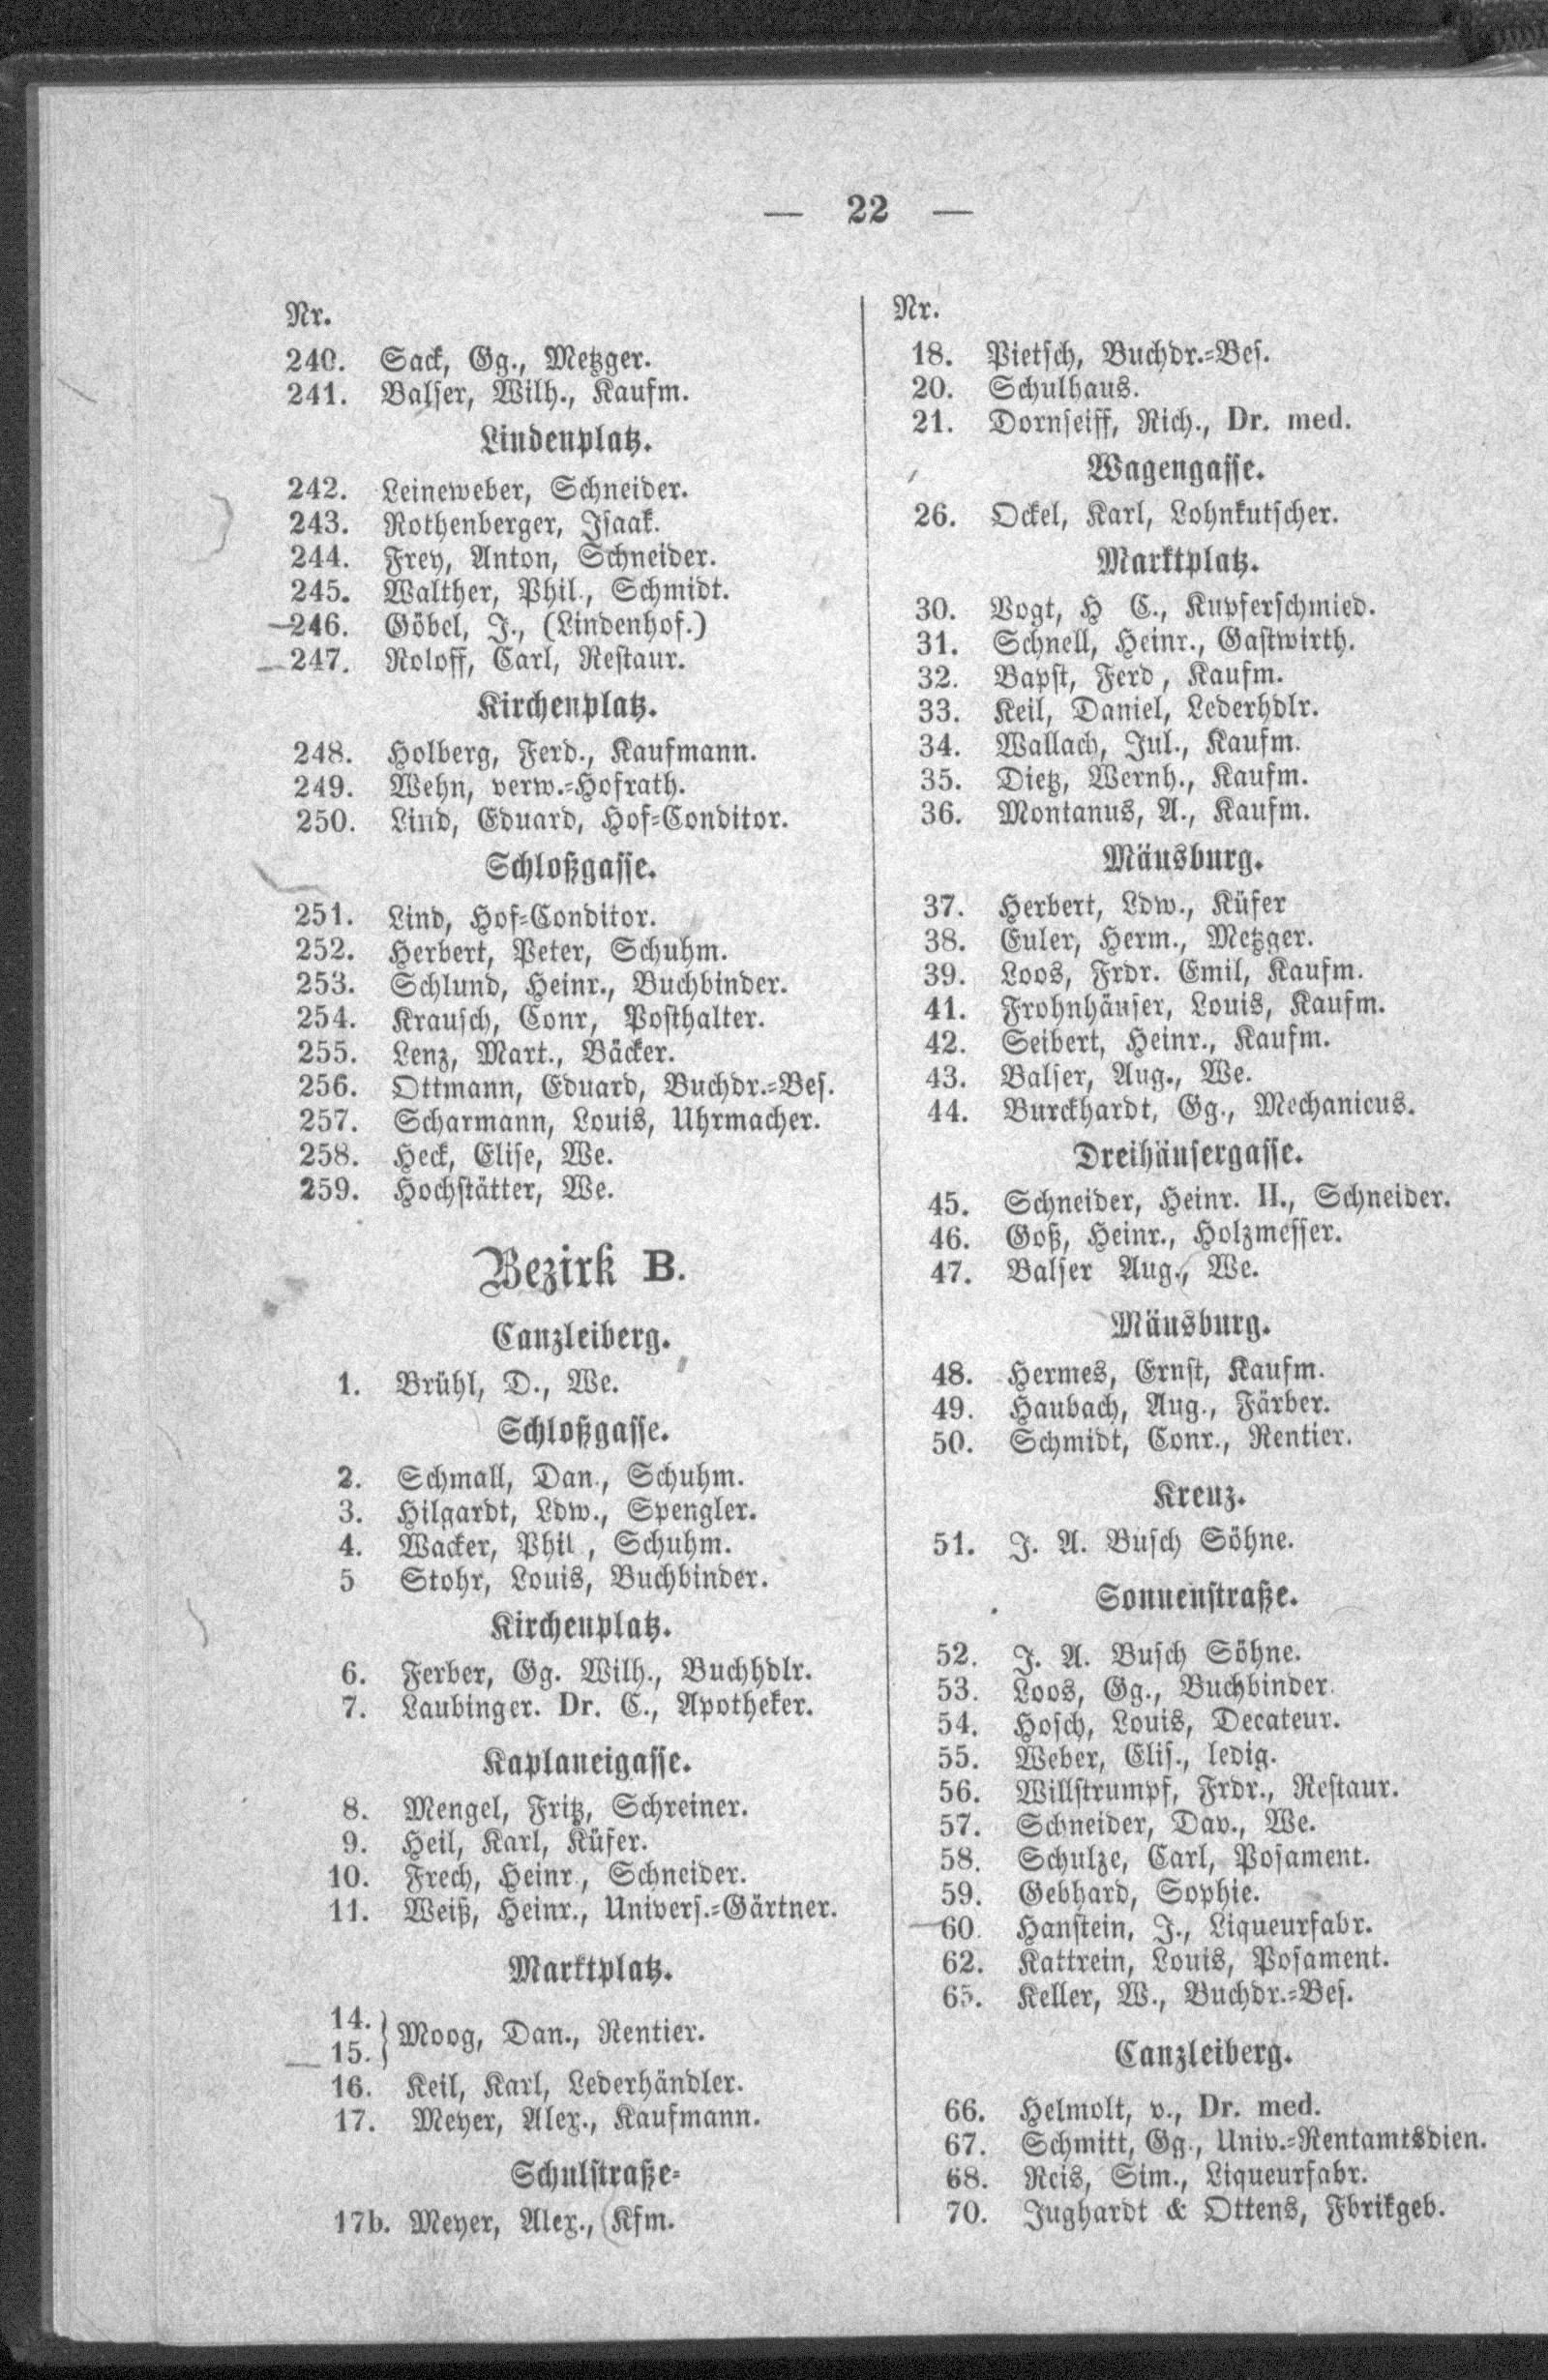 — 22 —
Nr.
240. Sack, Gg., Metzger.
241. Balser, Wilh., Kaufm.
Lindenplatz.
242. Leineweber, Schneider.
243. Rothenberger, Isaak.
244. Frey, Anton, Schneider.
245. Walther, Phil., Schmidt.
246. Göbel, J., (Lindenhof.)
247. Roloff, Carl, Restaur.
Kirchenplatz.
248. Holberg, Ferd., Kaufmann.
249. Wehn, verw.-Hofrath.
250. Lind, Eduard, Hof-Conditor.
Schloßgasse.
251. Lind, Hof-Conditor.
252. Herbert, Peter, Schuhm.
253. Schlund, Heinr., Buchbinder.
254. Krausch, Conr, Posthalter.
255. Lenz, Mart., Bäcker.
256. Ottmann, Eduard, Buchdr.-Bes.
257. Scharmann, Louis, Uhrmacher.
258. Heck, Elise, We.
259. Hochstätter, We.
Bezirk B.
Canzleiberg.
1. Brühl, D., We.
Schloßgasse.
2. Schmall, Dan., Schuhm.
3. Hilgardt, Ldw., Spengler.
4. Wacker, Phil , Schuhm.
5 Stohr, Louis, Buchbinder.
Kirchenplatz.
6. Ferber, Gg. Wilh., Buchhdlr.
7. Laubinger. Dr. C., Apotheker.
Kaplaneigasse.
8. Mengel, Fritz, Schreiner.
9. Heil, Karl, Küfer.
10. Frech, Heinr., Schneider.
11. Weiß, Heinr., Univers.-Gärtner.
Marktplatz.
14.
15. } Moog, Dan., Rentier.
16. Keil, Karl, Lederhändler.
17. Meyer, Alex., Kaufmann.
Schulstraße-
17b. Meyer, Alex., Kfm.
Nr.
18. Pietsch, Buchdr.-Bes.
20. Schulhaus.
21. Dornseiff, Rich., Dr. med.
Wagengasse.
26. Ockel, Karl, Lohnkutscher.
Marktplatz.
30. Vogt, H C., Kupferschmied.
31. Schnell, Heinr., Gastwirth.
32. Bapst, Ferd , Kaufm.
33. Keil, Daniel, Lederhdlr.
34. Wallach, Jul., Kaufm.
35. Dietz, Wernh., Kaufm.
36. Montanus, A., Kaufm.
Mäusburg.
37. Herbert, Ldw., Küfer
38. Euler, Herm., Metzger.
39. Loos, Frdr. Emil, Kaufm.
41. Frohnhäuser, Louis, Kaufm.
42. Seibert, Heinr., Kaufm.
43. Balser, Aug., We.
44. Burckhardt, Gg., Mechanicus.
Dreihäusergasse.
45. Schneider, Heinr. II., Schneider.
46. Goß, Heinr., Holzmesser.
47. Balser Aug., We.
Mäusburg.
48. Hermes, Ernst, Kaufm.
49. Haubach, Aug., Färber.
50. Schmidt, Conr., Rentier.
Kreuz.
51. J. A. Busch Söhne.
Sonnenstraße.
52. J. A. Busch Söhne.
53. Loos, Gg., Buchbinder.
54. Hosch, Louis, Decateur.
55. Weber, Elis., ledig.
56. Willstrumpf, Frdr., Restaur.
57. Schneider, Dav., We.
58. Schulze, Carl, Posament.
59. Gebhard, Sophie.
60. Hanstein, J., Liqueurfabr.
62. Kattrein, Louis, Posament.
65. Keller, W., Buchdr.-Bes.
Canzleiberg.
66. Helmolt, v., Dr. med.
67. Schmitt, Gg., Univ.-Rentamtsdien.
68. Reis, Sim., Liqueurfabr.
70. Jughardt & Ottens, Fbrikgeb.